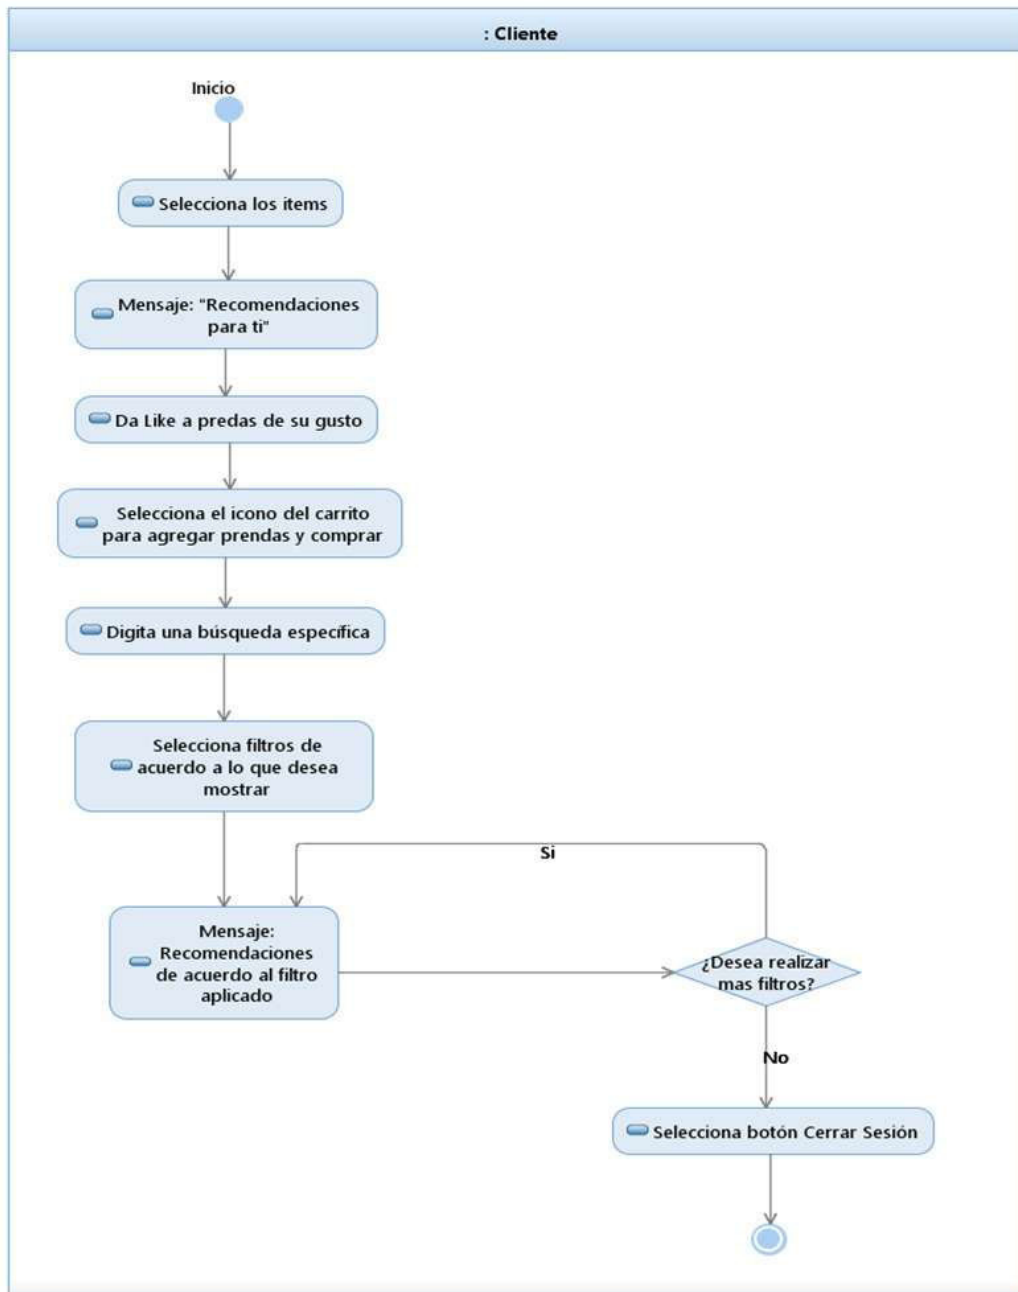 : Cliente
Inicio
Selecciona los items
Mensaje: "Recomendaciones
para ti"
Da Like a predas de su gusto
Selecciona el icono del carrito
para agregar prendas y comprar
Digita una búsqueda específica
Selecciona filtros de
acuerdo a lo que desea
mostrar
Si
Mensaje:
Recomendaciones
de acuerdo al filtro
aplicado
¿Desea realizar
mas filtros?
No
Selecciona botón Cerrar Sesión